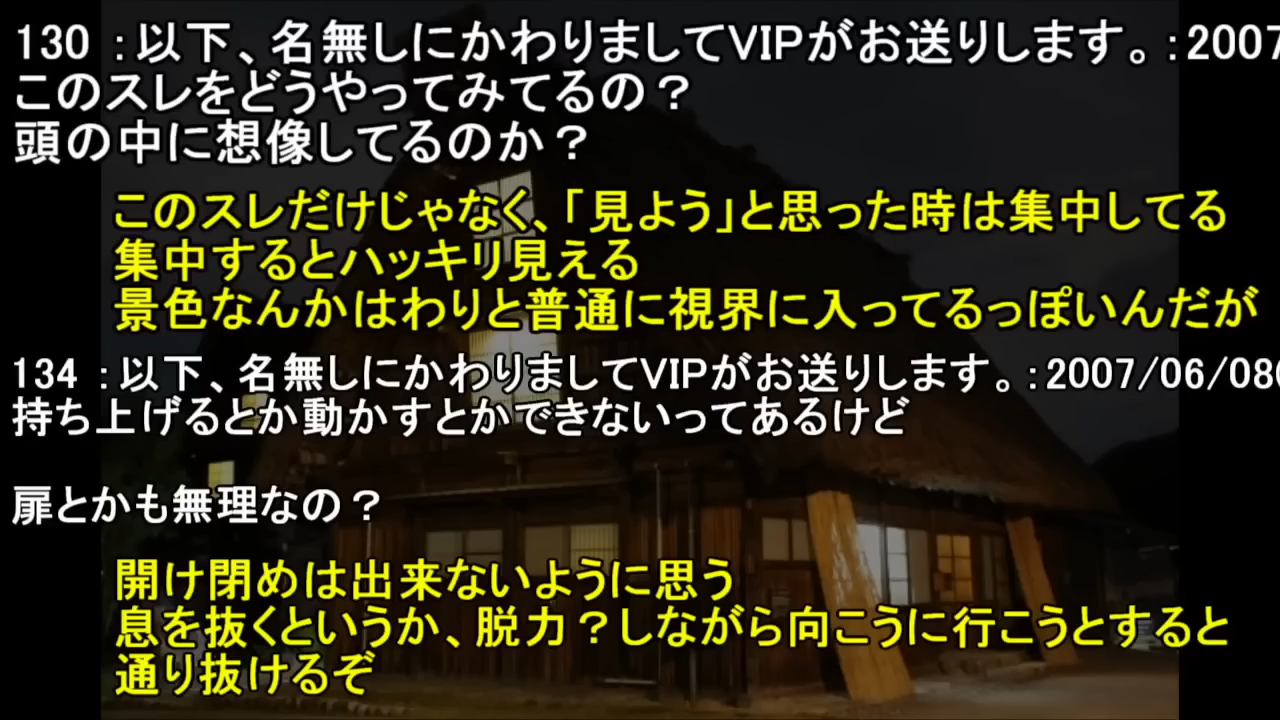 130 :以下、名無しにかわりましてVIPがお送りします。:2007
このスレをどうやってみてるの？
頭の中に想像してるのか？
このスレだけじゃなく、「見よう」と思った時は集中してる
集中するとハッキリ見える
景色なんかはわりと普通に視界に入ってるっぽいんだが
134 :以下、名無しにかわりましてVIPがお送りします。:2007/06/08(
持ち上げるとか動かすとかできないってあるけど
扉とかも無理なの？
開け閉めは出来ないように思う
息を抜くというか、脱力？しながら向こうに行こうとすると
通り抜けるぞ